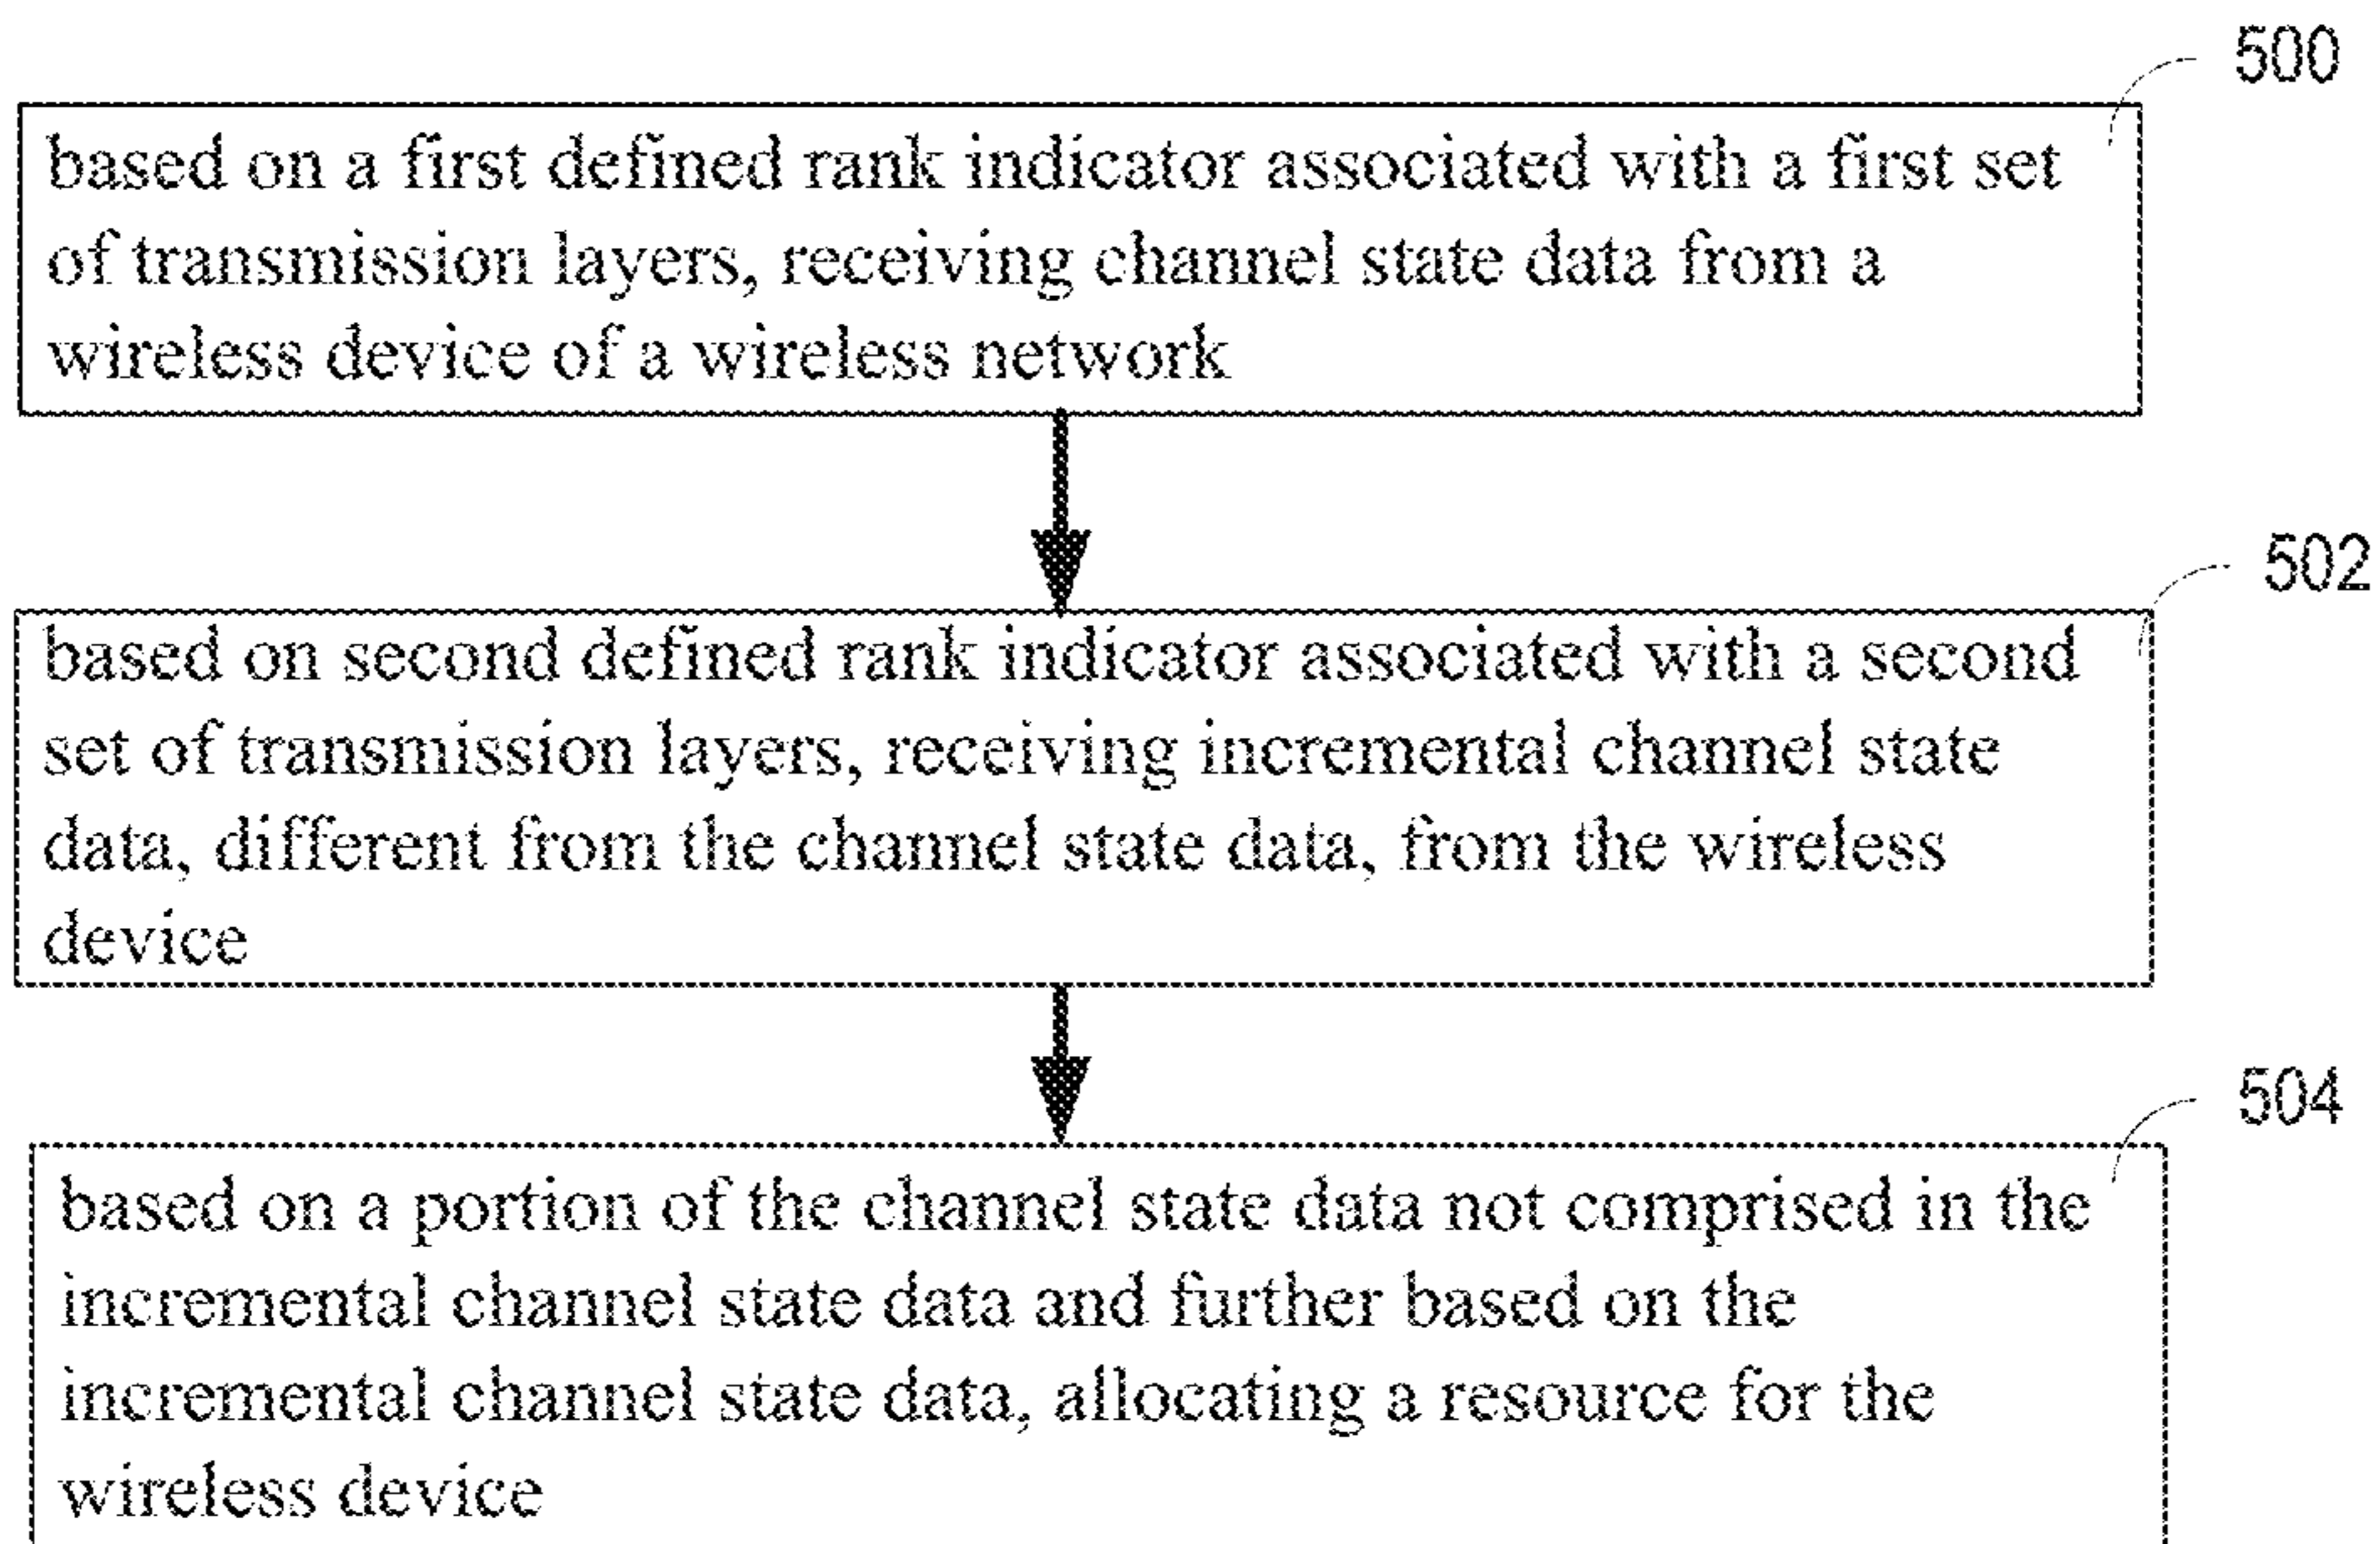 500
based on a first defined rank indicator associated with a first set
of transmission layers, receiving channel state data from a
wireless device of a wireless network
502
based on second defined rank indicator associated with a second
set of transmission layers, receiving incremental channel state
data, different from the channel state data, from the wireless
device
504
based on a portion of the channel state data not comprised in the
incremental channel state data and further based on the
incremental channel state data, allocating a resource for the
wireless device